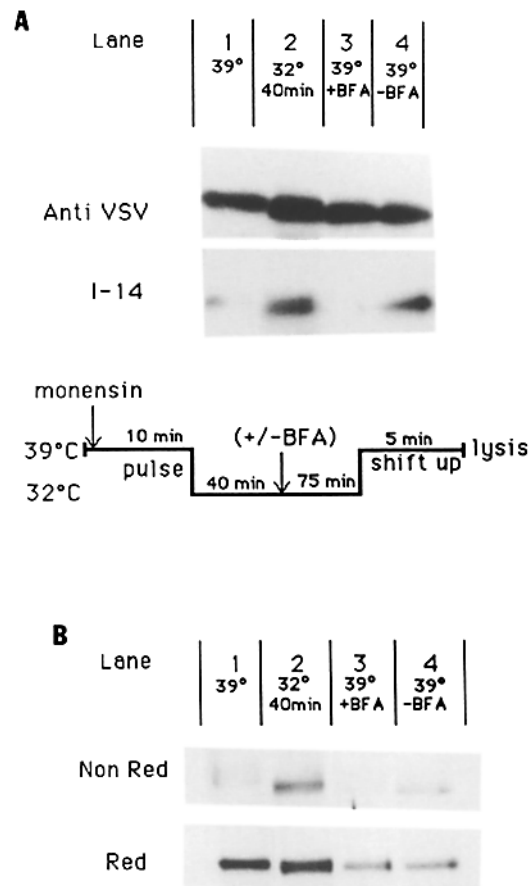 A
Lane 1 2 3 4
39° 32° 39° 39°
40min +BFA -BFA
Anti VSV
I-14
monensin
10 min (+/-BFA) 5 min
39°C lysis
pulse 40 min 75 min shift up
32°C
B
Lane 1 2 3 4
39° 32° 39° 39°
40min +BFA -BFA
Non Red
Red